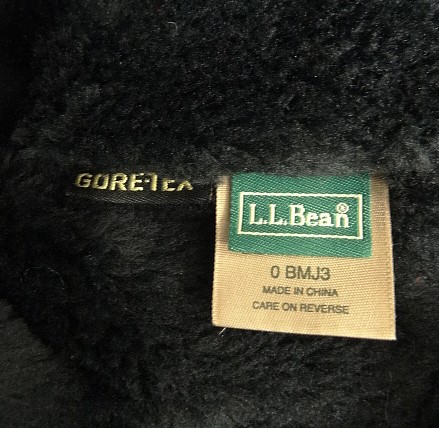 GORE-TEX
L.L.Bean®
0 BMJ3
MADE IN CHINA
CARE ON REVERSE